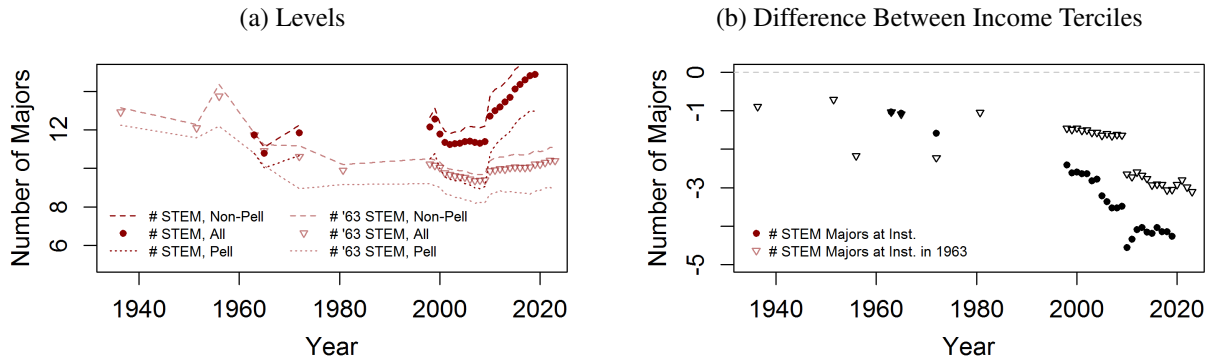 (a) Levels
Number of Majors
12
10
8
6
# STEM, Non-Pell
# STEM, All
# STEM, Pell
# '63 STEM, Non-Pell
# '63 STEM, All
# '63 STEM, Pell
1940 1960 1980 2000 2020
Year
(b) Difference Between Income Terciles
Number of Majors
0
-1
-3
-5
# STEM Majors at Inst.
# STEM Majors at Inst. in 1963
1940 1960 1980 2000 2020
Year